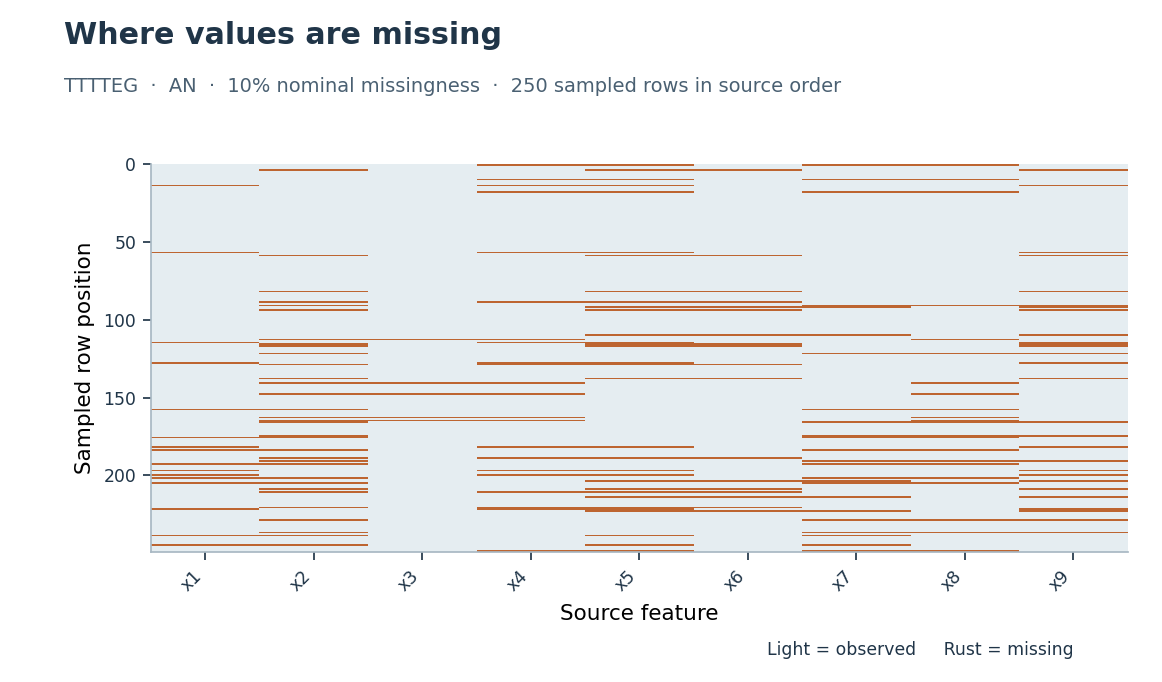 Where values are missing
TTTTEG · AN · 10% nominal missingness · 250 sampled rows in source order
0
50
100
150
200
Sampled row position
x1 x2 x3 x4 x5 x6 x7 x8 x9
Source feature
Light = observed Rust = missing